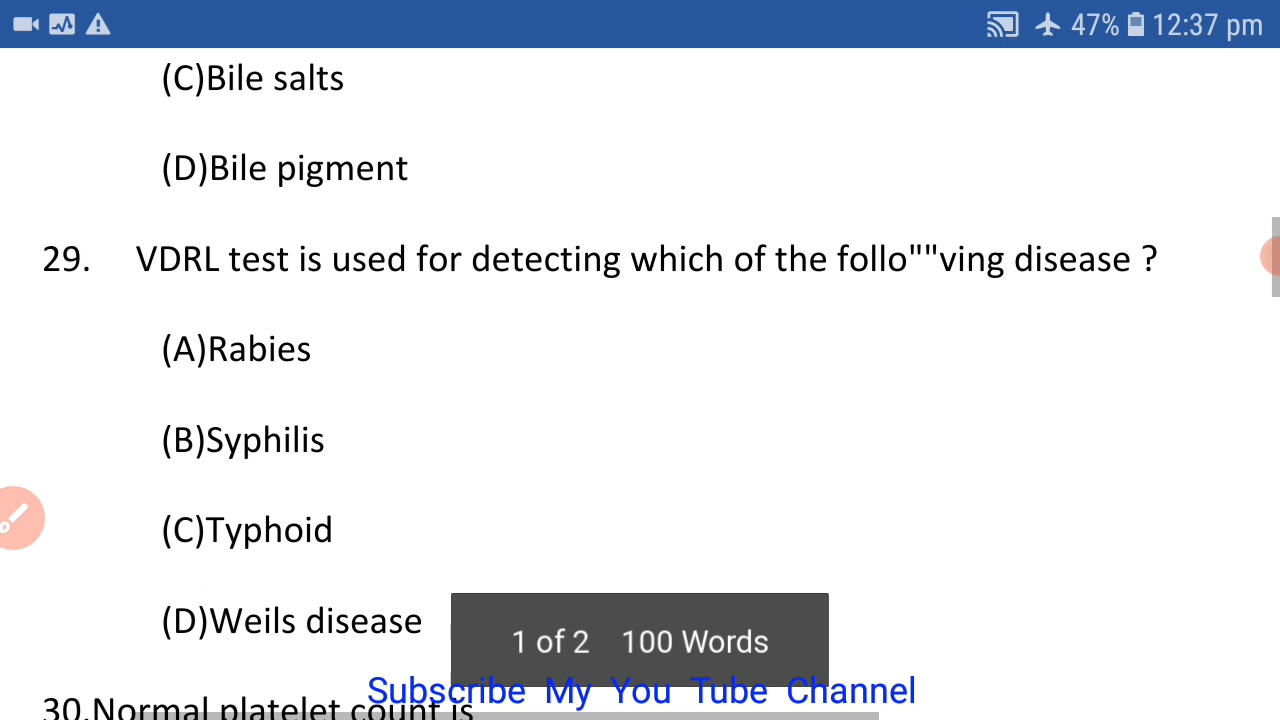 47% 12:37 pm
(C)Bile salts
(D)Bile pigment
29. VDRL test is used for detecting which of the follo""ving disease ?
(A)Rabies
(B)Syphilis
(C)Typhoid
(D)Weils disease
1 of 2 100 Words
Subscribe My You Tube Channel
30.Normal platelet count is